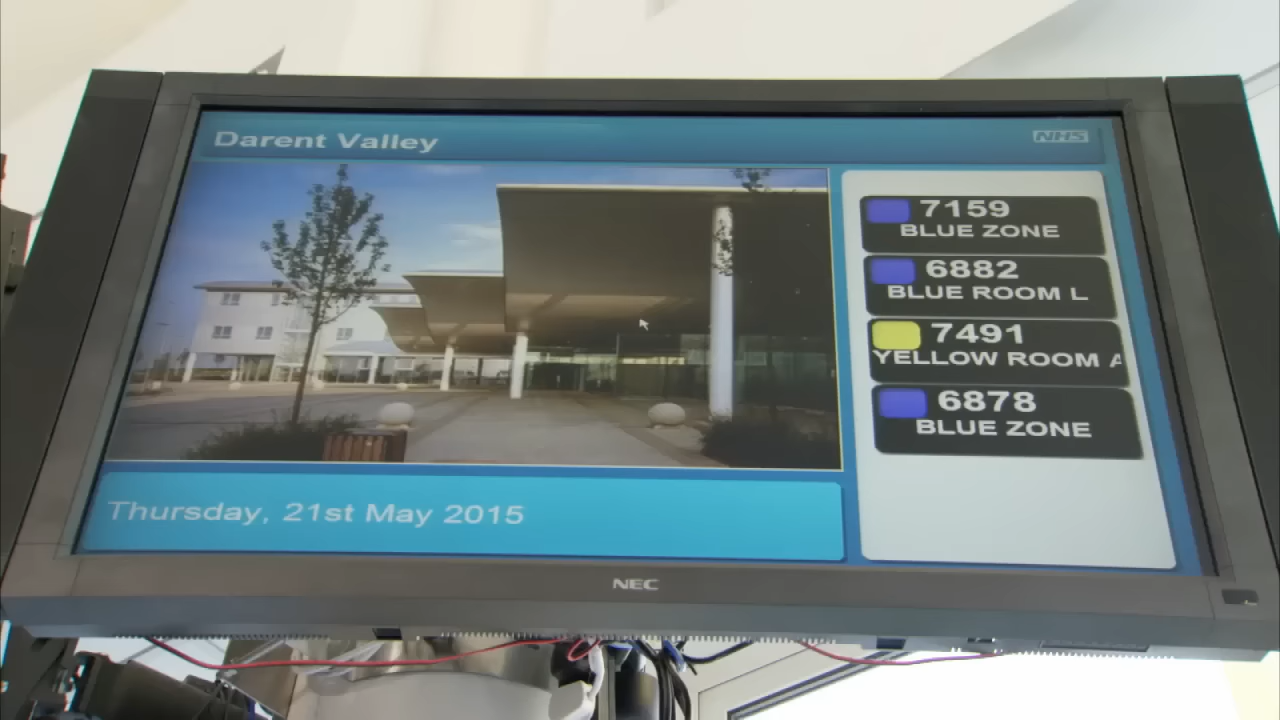 Darent Valley
NHS
7159
BLUE ZONE
6882
BLUE ROOM L
7491
YELLOW ROOM A
6878
BLUE ZONE
Thursday, 21st May 2015
NEC